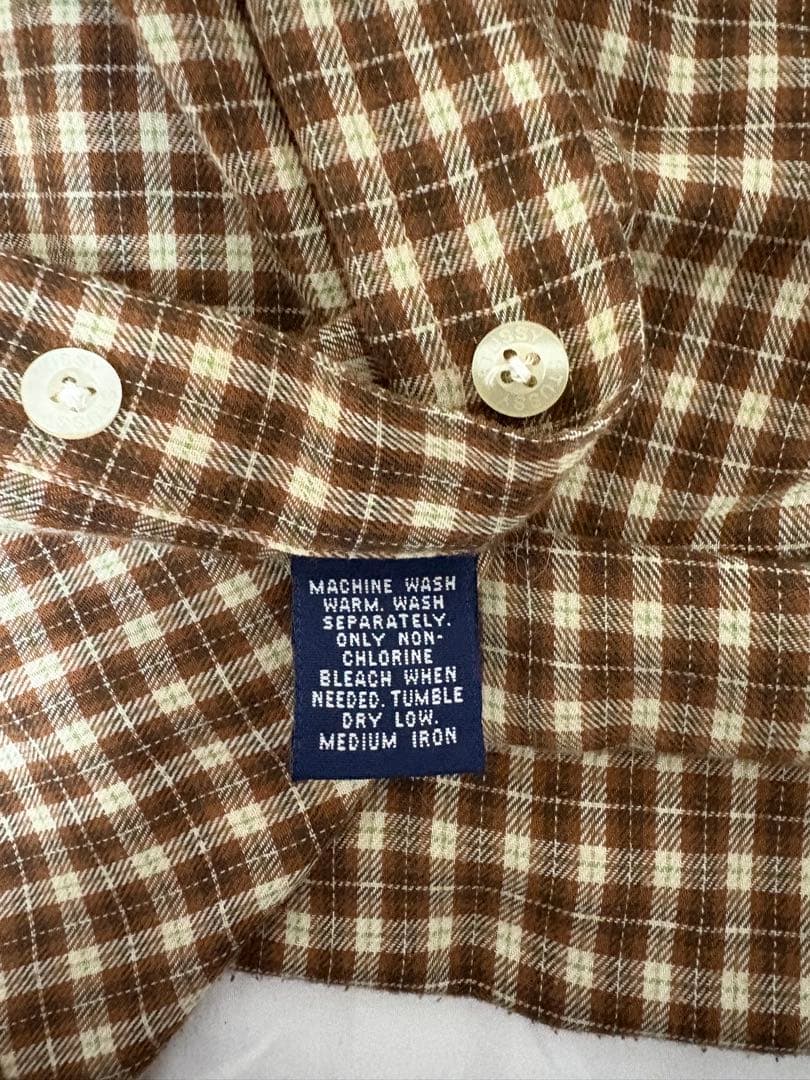 MACHINE WASH
WARM. WASH
SEPARATELY.
ONLY NON-
CHLORINE
BLEACH WHEN
NEEDED. TUMBLE
DRY LOW.
MEDIUM IRON